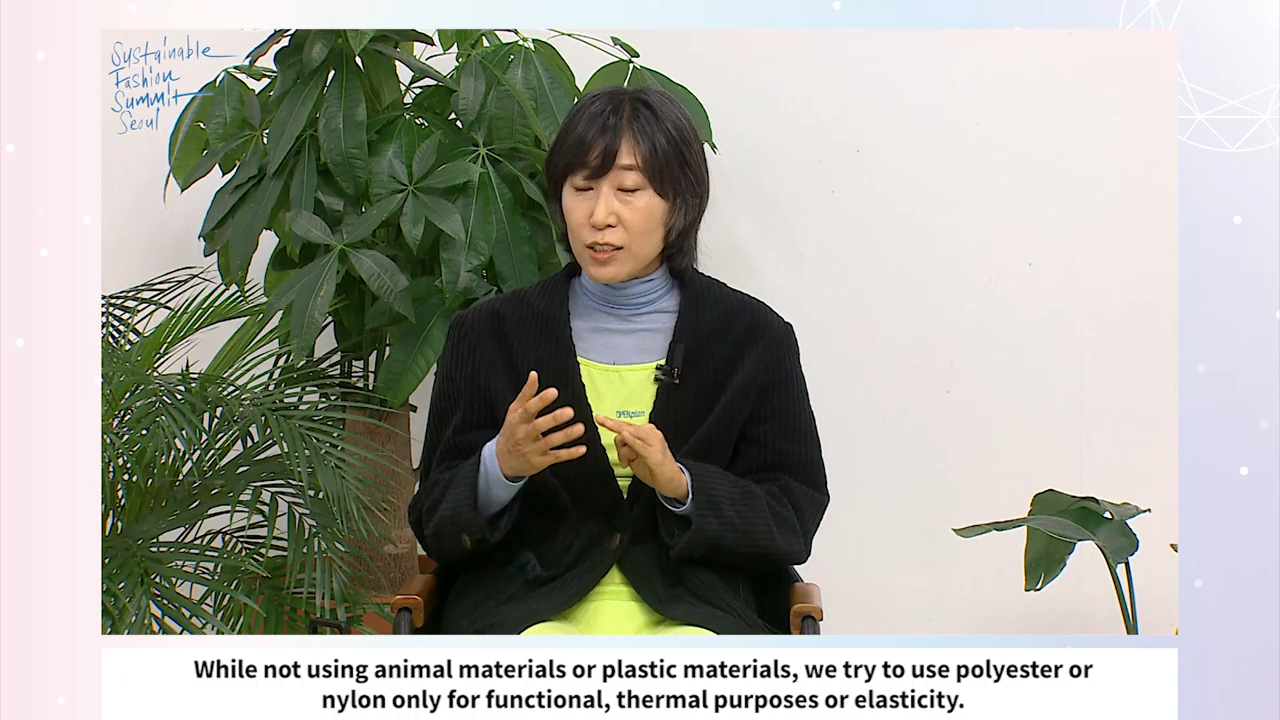 Sustainable
Fashion
Summit
Seoul
OPENplan
While not using animal materials or plastic materials, we try to use polyester or
nylon only for functional, thermal purposes or elasticity.